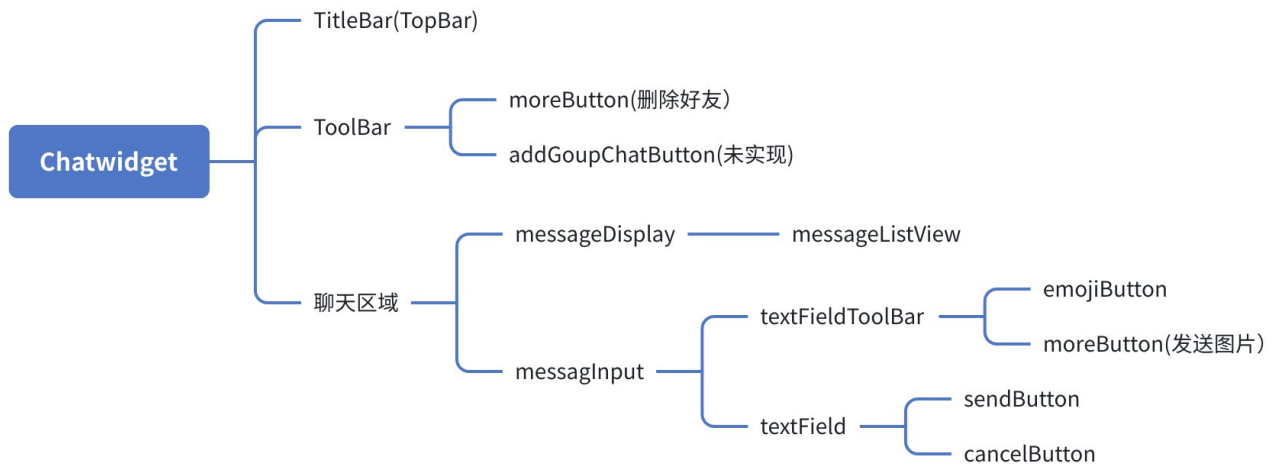 Chatwidget
TitleBar(TopBar)
ToolBar
moreButton(删除好友）
addGoupChatButton(未实现)
聊天区域
messageDisplay
messageListView
messagInput
textFieldToolBar
emojiButton
moreButton(发送图片）
textField
sendButton
cancelButton